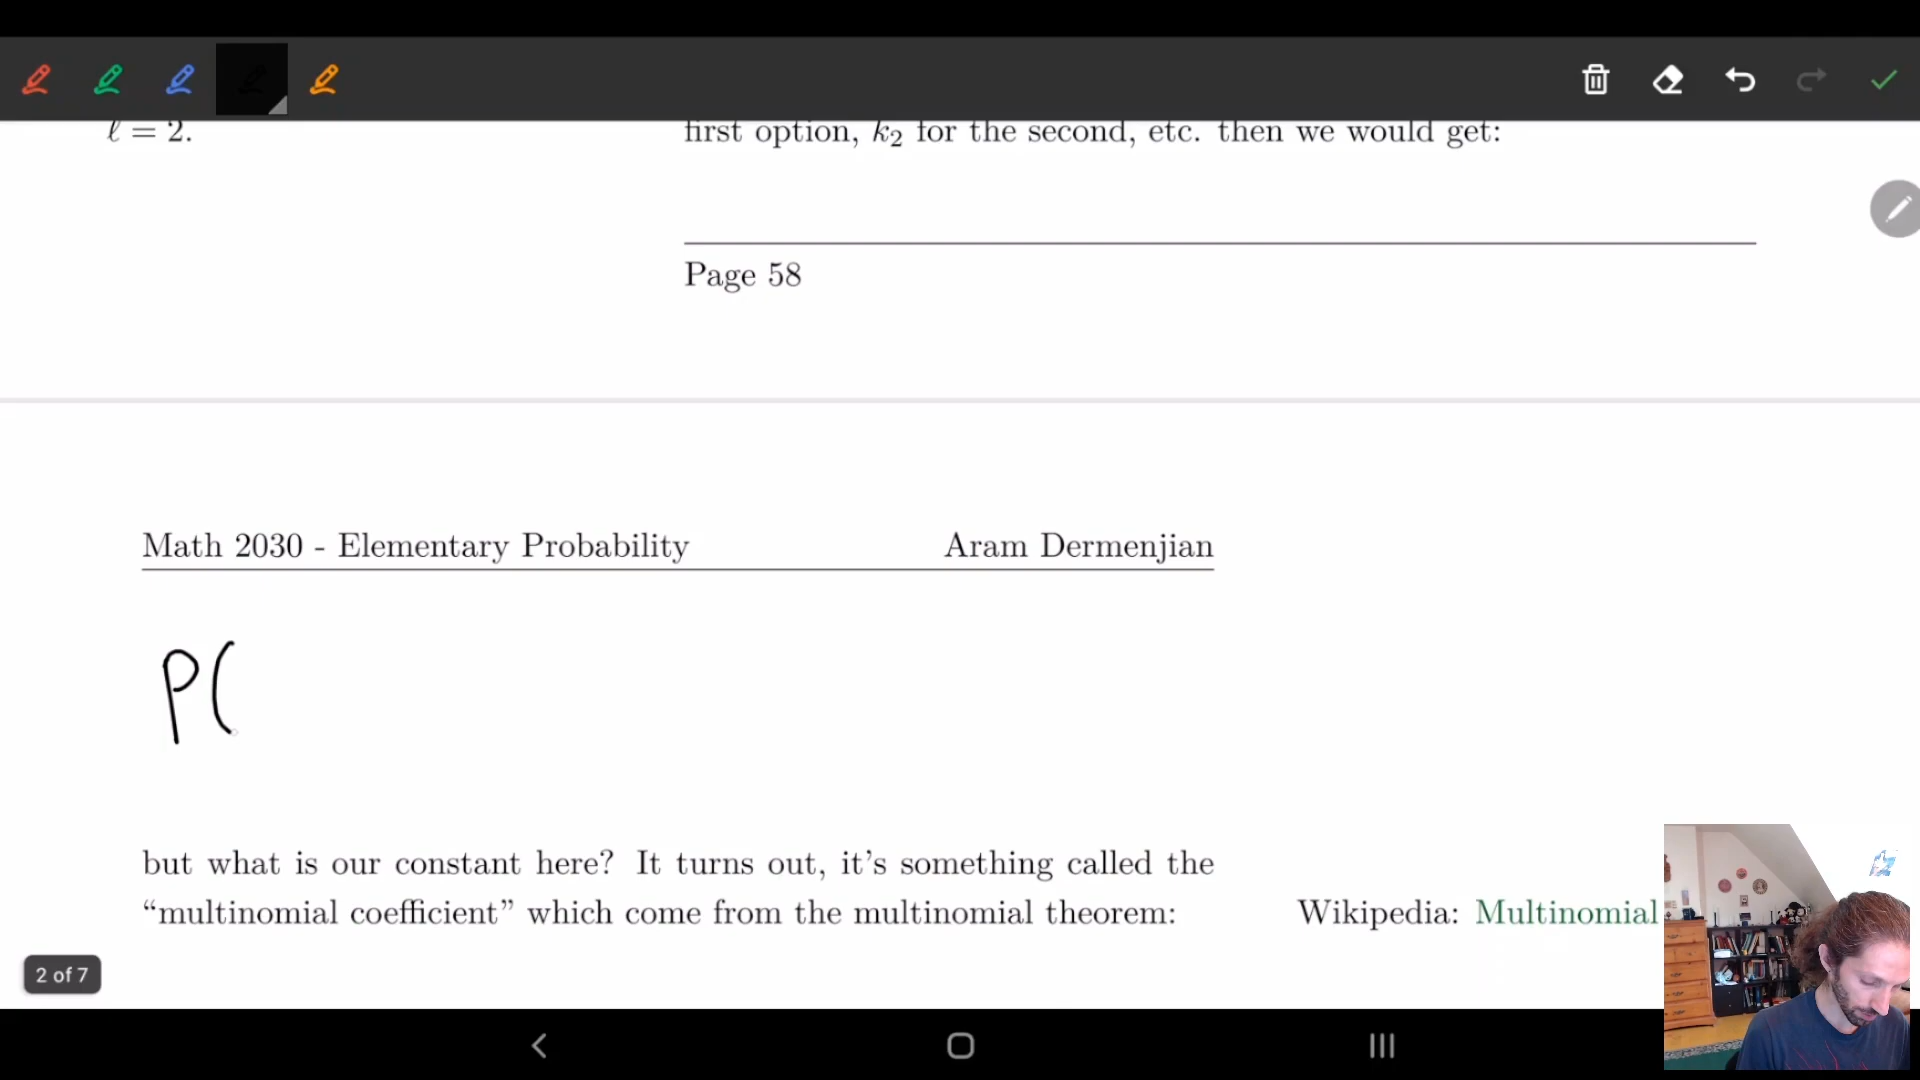 ℓ = 2.
first option, k₂ for the second, etc. then we would get:
Page 58
Math 2030 - Elementary Probability
Aram Dermenjian
P(
but what is our constant here? It turns out, it's something called the
“multinomial coefficient” which come from the multinomial theorem:
Wikipedia: Multinomial
2 of 7